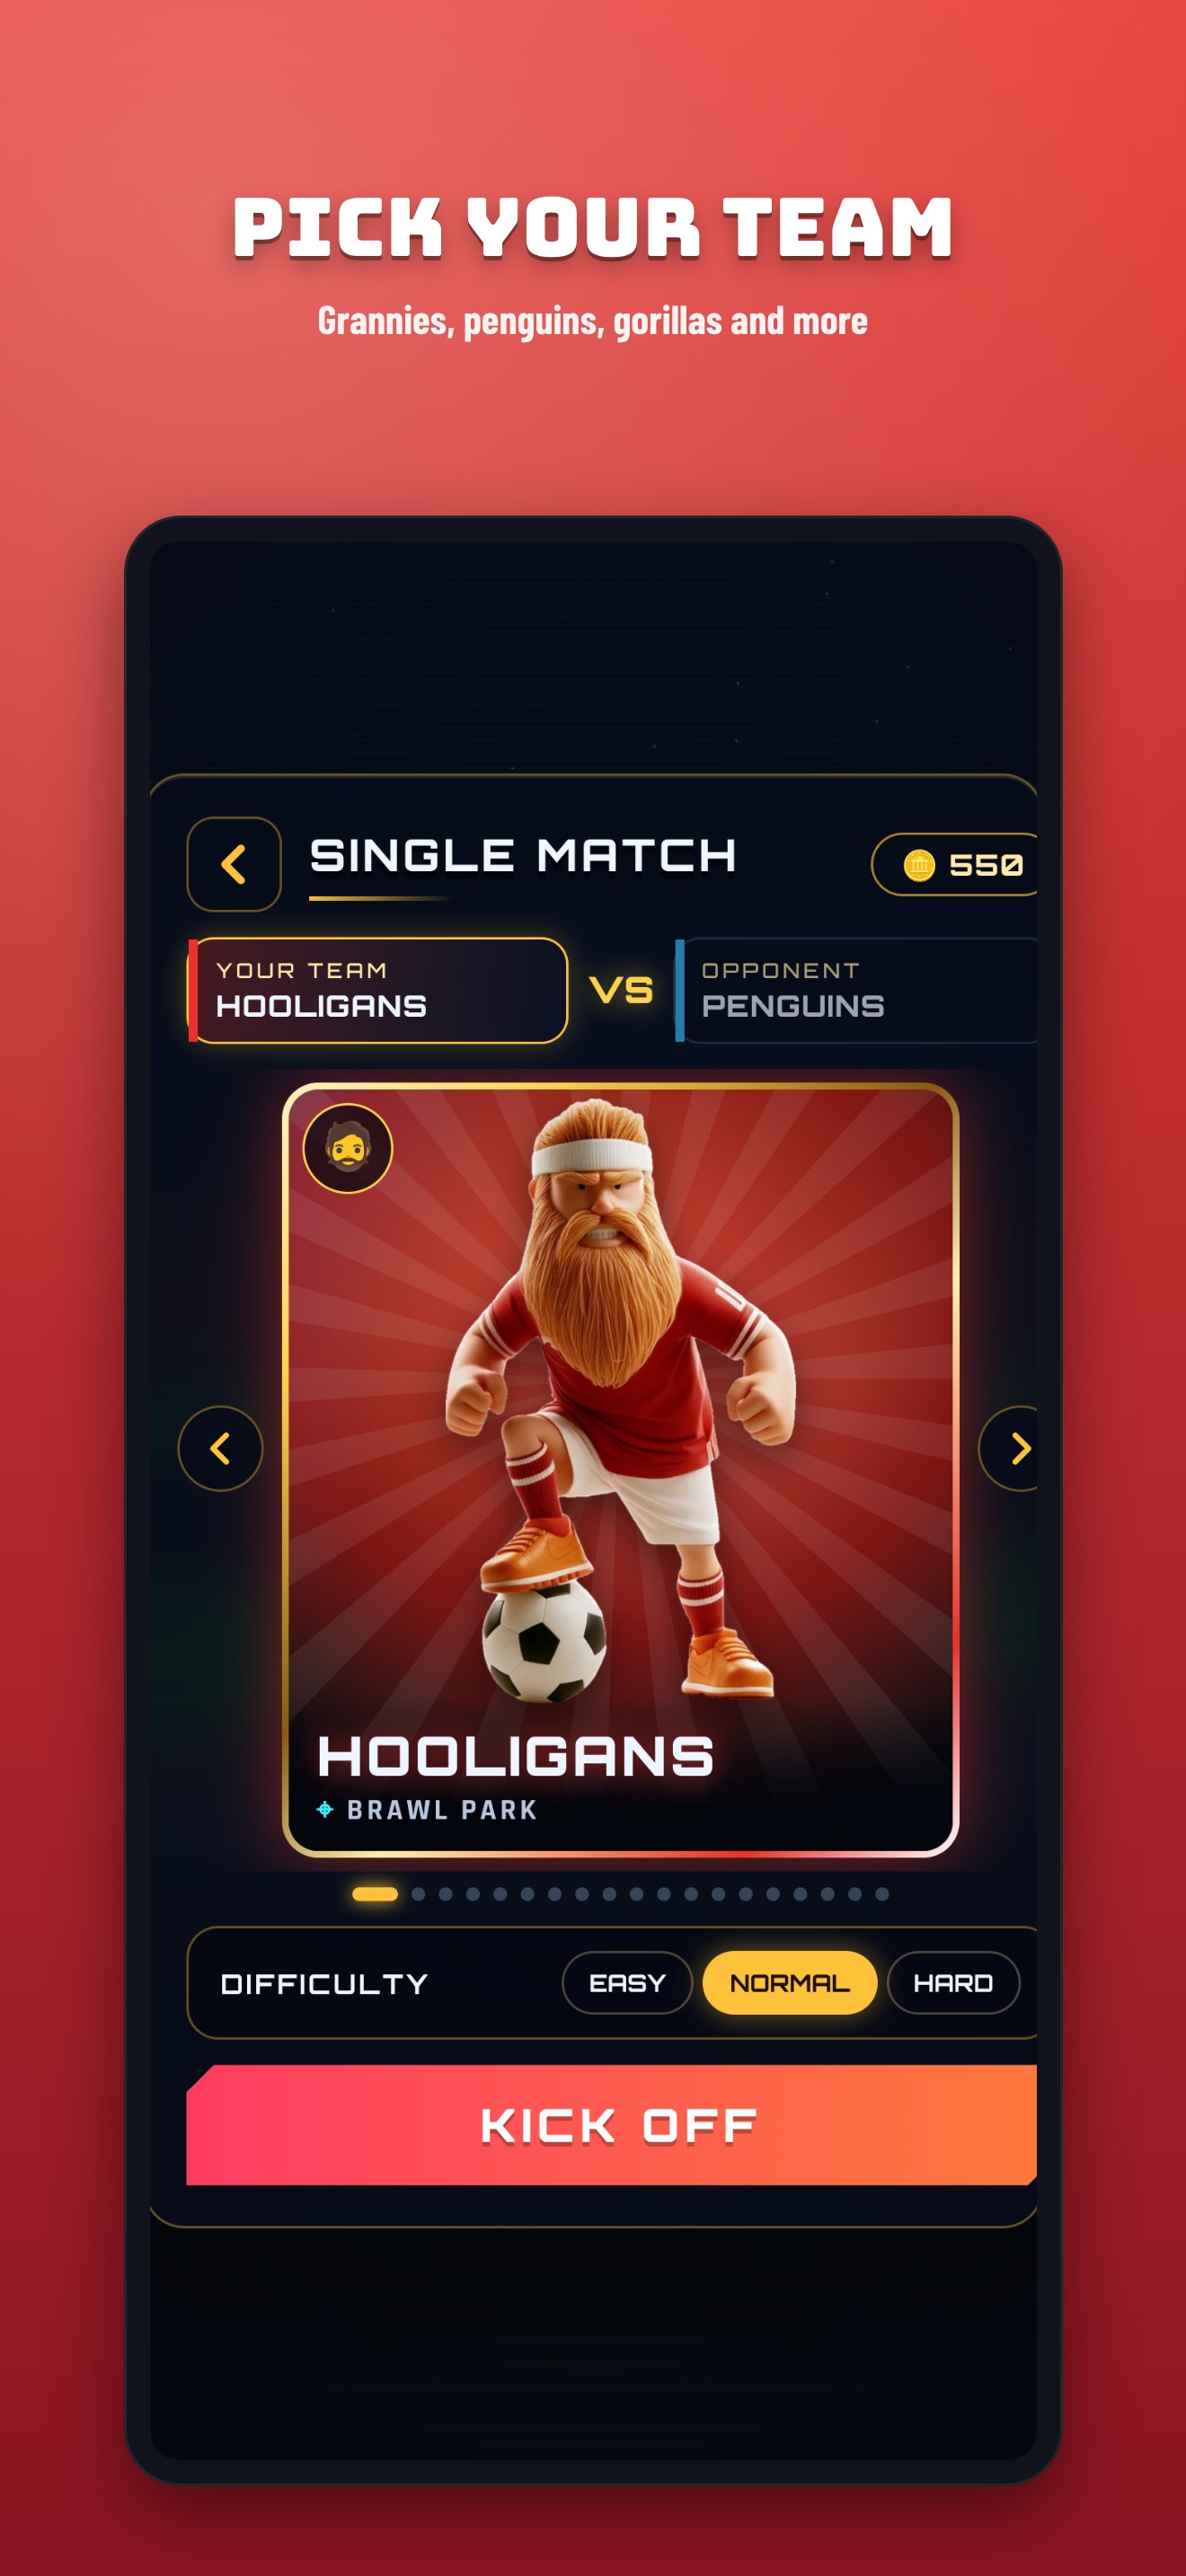 PICK YOUR TEAM
Grannies, penguins, gorillas and more
SINGLE MATCH
550
YOUR TEAM
HOOLIGANS
VS
OPPONENT
PENGUINS
HOOLIGANS
BRAWL PARK
DIFFICULTY
EASY
NORMAL
HARD
KICK OFF